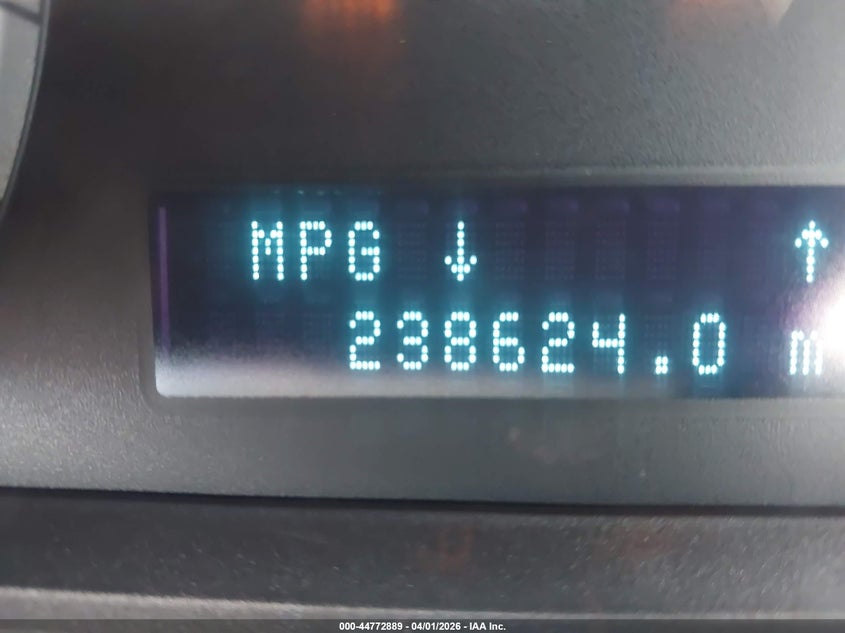 MPG ↓ ↑
238624.0 m
000-44772889 - 04/01/2026 - IAA Inc.